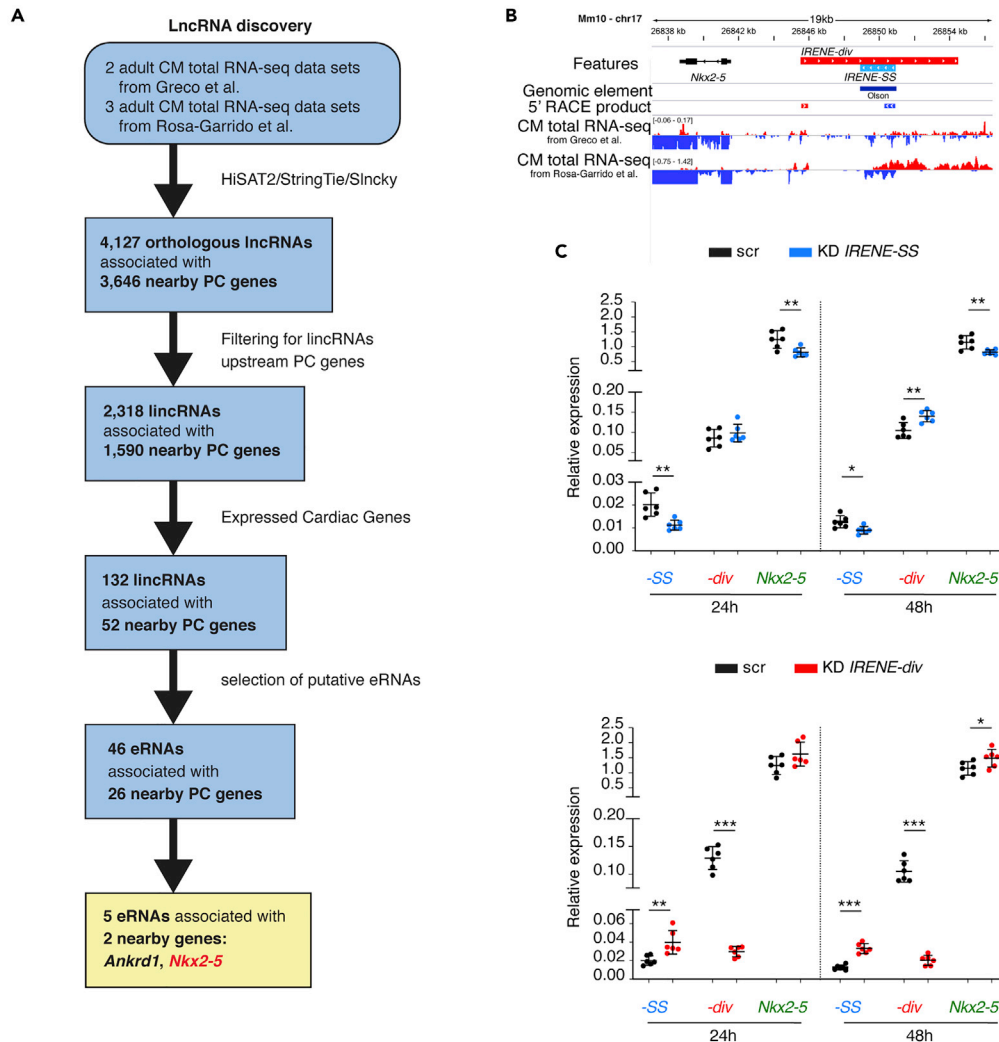 A
LncRNA discovery
2 adult CM total RNA-seq data sets
from Greco et al.
3 adult CM total RNA-seq data sets
from Rosa-Garrido et al.
HiSAT2/StringTie/Slncky
4,127 orthologous lncRNAs
associated with
3,646 nearby PC genes
Filtering for lincRNAs
upstream PC genes
2,318 lincRNAs
associated with
1,590 nearby PC genes
Expressed Cardiac Genes
132 lincRNAs
associated with
52 nearby PC genes
selection of putative eRNAs
46 eRNAs
associated with
26 nearby PC genes
5 eRNAs associated with
2 nearby genes:
Ankrd1, Nkx2-5
B
Mm10 - chr17
19kb
26838 kb 26842 kb 26846 kb 26850 kb 26854 kb
IRENE-div
Features
Nkx2-5
IRENE-SS
Genomic element
Olson
5' RACE product
CM total RNA-seq
[-0.06 - 0.17]
from Greco et al.
CM total RNA-seq
[-0.75 - 1.42]
from Rosa-Garrido et al.
C
scr KD IRENE-SS
Relative expression
2.5
2.0
1.5
1.0
0.5
0.20
0.15
0.10
0.05
0.03
0.02
0.01
0.00
** ** ** ** *
-SS -div Nkx2-5 -SS -div Nkx2-5
24h 48h
scr KD IRENE-div
Relative expression
2.5
2.0
1.5
1.0
0.5
0.20
0.15
0.10
0.06
0.04
0.02
0.00
* *** *** ** ***
-SS -div Nkx2-5 -SS -div Nkx2-5
24h 48h